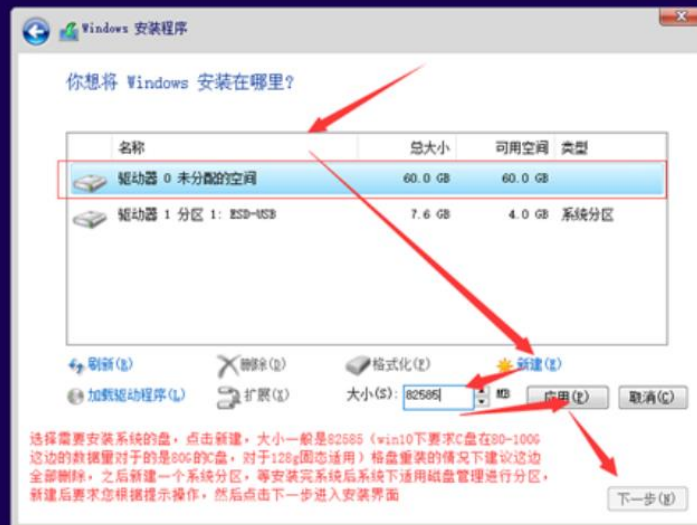 Windows 安装程序
你想将 Windows 安装在哪里?
名称 总大小 可用空间 类型
驱动器 0 未分配的空间 60.0 GB 60.0 GB
驱动器 1 分区 1: ESD-USB 7.6 GB 4.0 GB 系统分区
刷新(R) 删除(D) 格式化(F) 新建(E)
加载驱动程序(L) 扩展(X) 大小(S): 82585 MB 应用(P) 取消(C)
选择需要安装系统的盘，点击新建，大小一般是82585（win10下要求C盘在80-100G
这边的数据量对于的是80G的C盘，对于128g固态适用）格盘重装的情况下建议这边
全部删除，之后新建一个系统分区，等安装完系统后系统下适用磁盘管理进行分区，
新建后要求您根据提示操作，然后点击下一步进入安装界面
下一步(N)